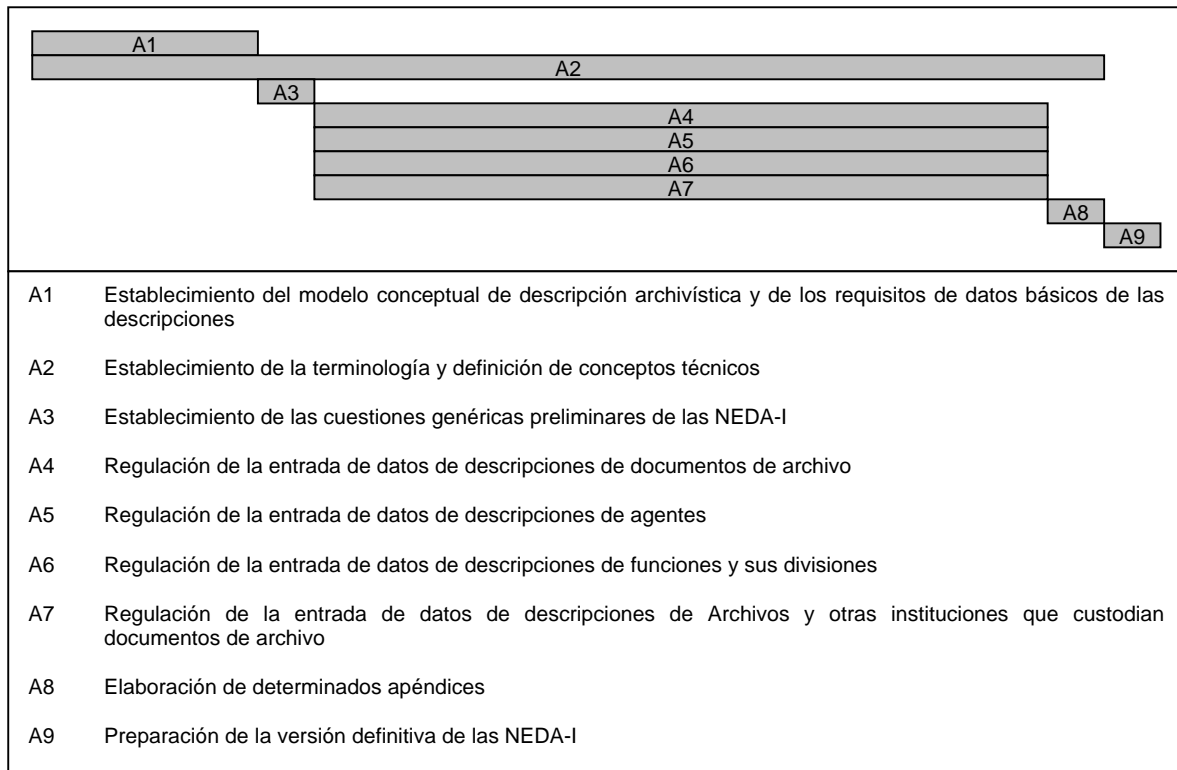 A1
A2
A3
A4
A5
A6
A7
A8
A9
A1 Establecimiento del modelo conceptual de descripción archivística y de los requisitos de datos básicos de las
descripciones
A2 Establecimiento de la terminología y definición de conceptos técnicos
A3 Establecimiento de las cuestiones genéricas preliminares de las NEDA-I
A4 Regulación de la entrada de datos de descripciones de documentos de archivo
A5 Regulación de la entrada de datos de descripciones de agentes
A6 Regulación de la entrada de datos de descripciones de funciones y sus divisiones
A7 Regulación de la entrada de datos de descripciones de Archivos y otras instituciones que custodian
documentos de archivo
A8 Elaboración de determinados apéndices
A9 Preparación de la versión definitiva de las NEDA-I